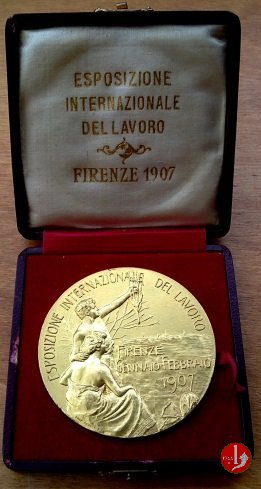 ESPOSIZIONE
INTERNAZIONALE
DEL LAVORO
FIRENZE 1907
ESPOSIZIONE INTERNAZIONALE DEL LAVORO
FIRENZE
GENNAIO-FEBBRAIO
1907